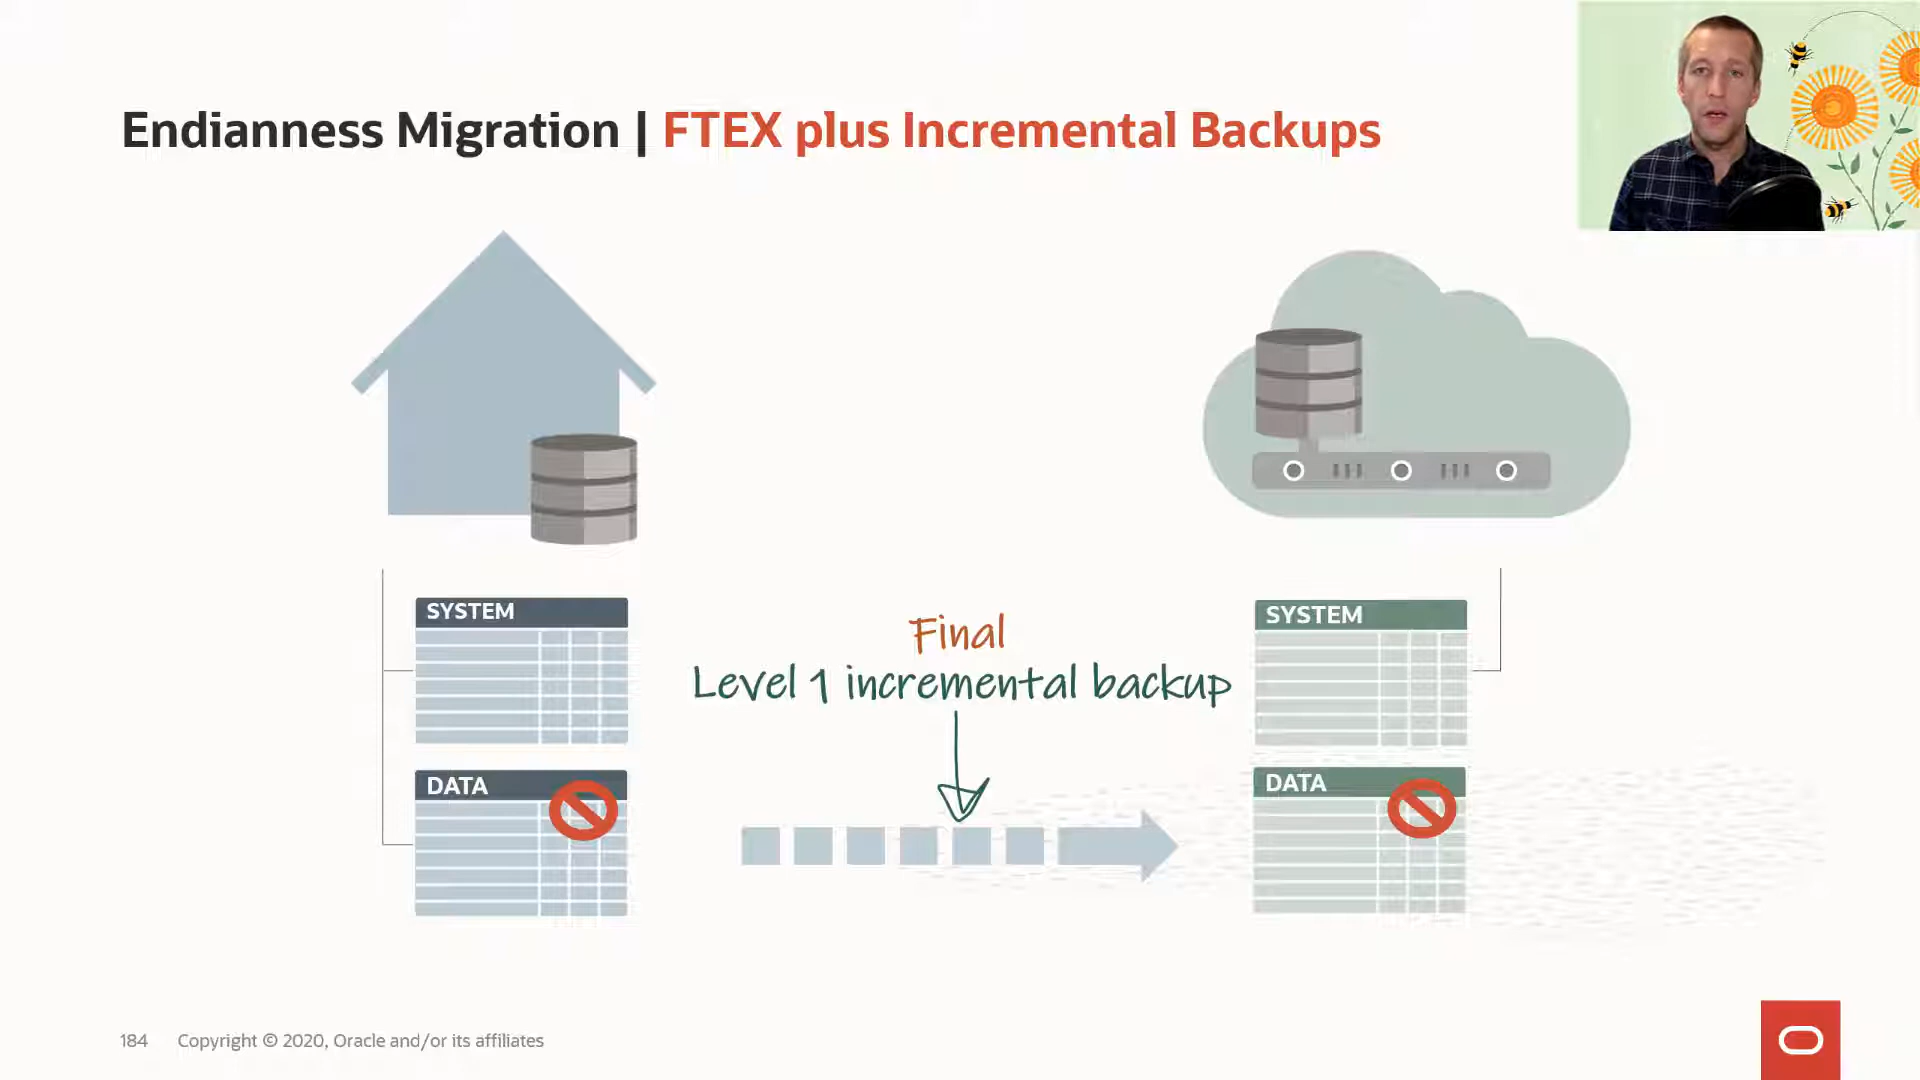 Endianness Migration | FTEX plus Incremental Backups
SYSTEM
SYSTEM
Final
Level 1 incremental backup
DATA
DATA
184 Copyright © 2020, Oracle and/or its affiliates